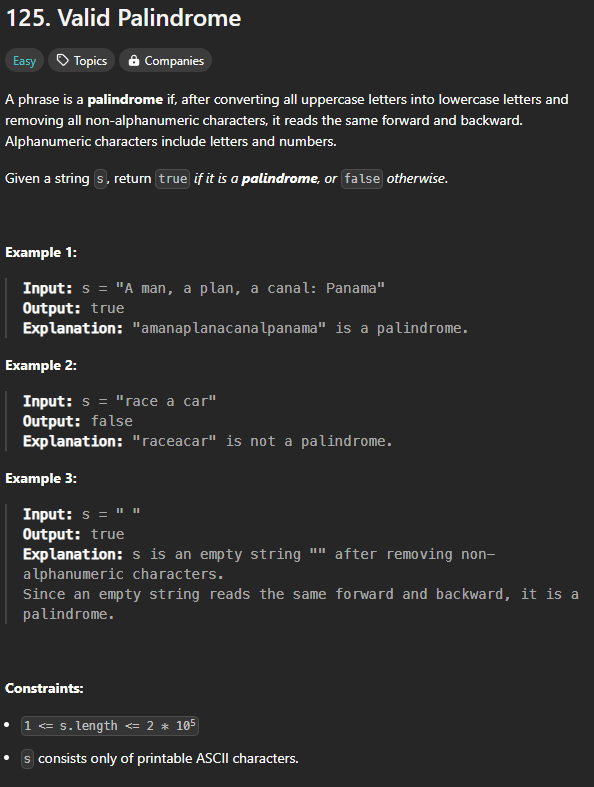 125. Valid Palindrome
Easy Topics Companies
A phrase is a palindrome if, after converting all uppercase letters into lowercase letters and
removing all non-alphanumeric characters, it reads the same forward and backward.
Alphanumeric characters include letters and numbers.
Given a string s, return true if it is a palindrome, or false otherwise.
Example 1:
Input: s = "A man, a plan, a canal: Panama"
Output: true
Explanation: "amanaplanacanalpanama" is a palindrome.
Example 2:
Input: s = "race a car"
Output: false
Explanation: "raceacar" is not a palindrome.
Example 3:
Input: s = " "
Output: true
Explanation: s is an empty string "" after removing non-
alphanumeric characters.
Since an empty string reads the same forward and backward, it is a
palindrome.
Constraints:
• 1 <= s.length <= 2 * 10⁵
• s consists only of printable ASCII characters.